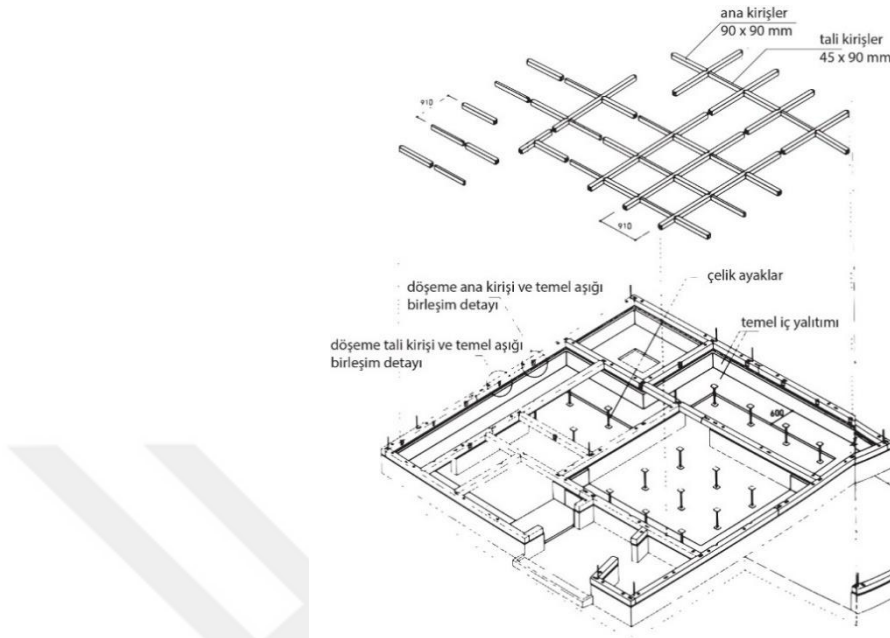 ana kirişler
90 x 90 mm
tali kirişler
45 x 90 mm
910
910
çelik ayaklar
döşeme ana kirişi ve temel aşığı
birleşim detayı
temel iç yalıtımı
döşeme tali kirişi ve temel aşığı
birleşim detayı
600